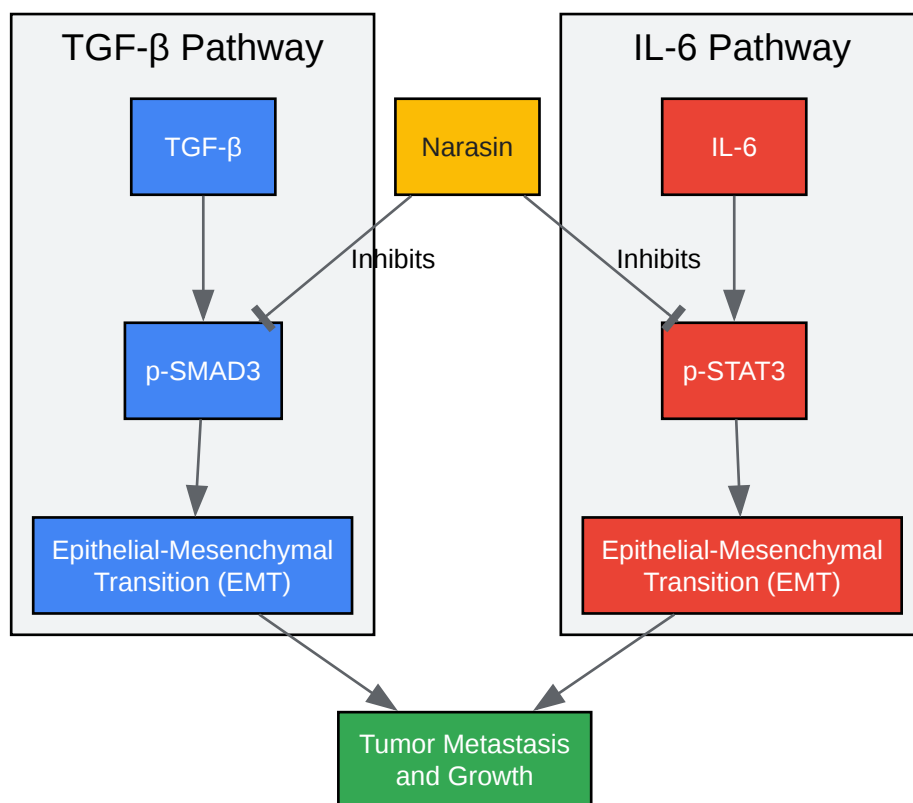 TGF-β Pathway
IL-6 Pathway
TGF-β
Narasin
IL-6
Inhibits
Inhibits
p-SMAD3
p-STAT3
Epithelial-Mesenchymal
Transition (EMT)
Epithelial-Mesenchymal
Transition (EMT)
Tumor Metastasis
and Growth